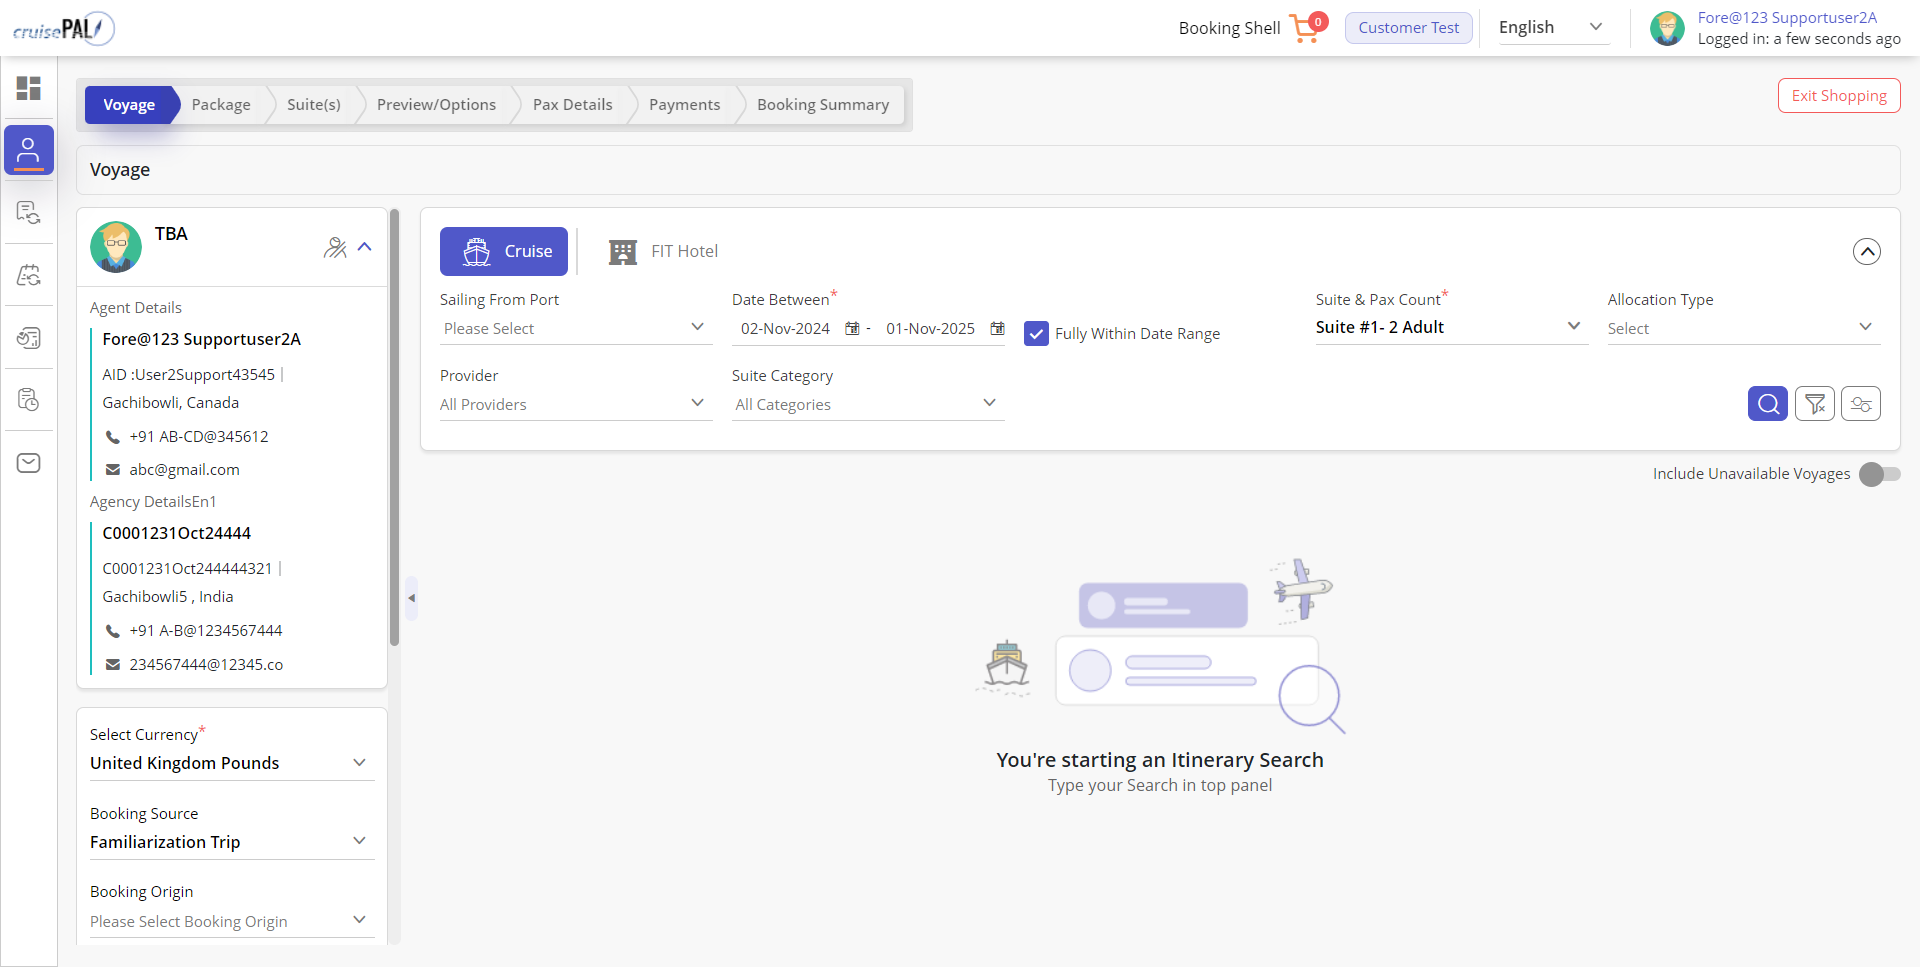 cruisePAL
Booking Shell
0
Customer Test
English
Fore@123 Supportuser2A
Logged in: a few seconds ago
Voyage
Package
Suite(s)
Preview/Options
Pax Details
Payments
Booking Summary
Exit Shopping
Voyage
TBA
Agent Details
Fore@123 Supportuser2A
AID :User2Support43545 |
Gachibowli, Canada
+91 AB-CD@345612
abc@gmail.com
Agency DetailsEn1
C0001231Oct24444
C0001231Oct244444321 |
Gachibowli5 , India
+91 A-B@1234567444
234567444@12345.co
Select Currency*
United Kingdom Pounds
Booking Source
Familiarization Trip
Booking Origin
Please Select Booking Origin
Cruise
FIT Hotel
Sailing From Port
Please Select
Date Between*
02-Nov-2024 - 01-Nov-2025
Fully Within Date Range
Suite & Pax Count*
Suite #1- 2 Adult
Allocation Type
Select
Provider
All Providers
Suite Category
All Categories
Include Unavailable Voyages
You're starting an Itinerary Search
Type your Search in top panel